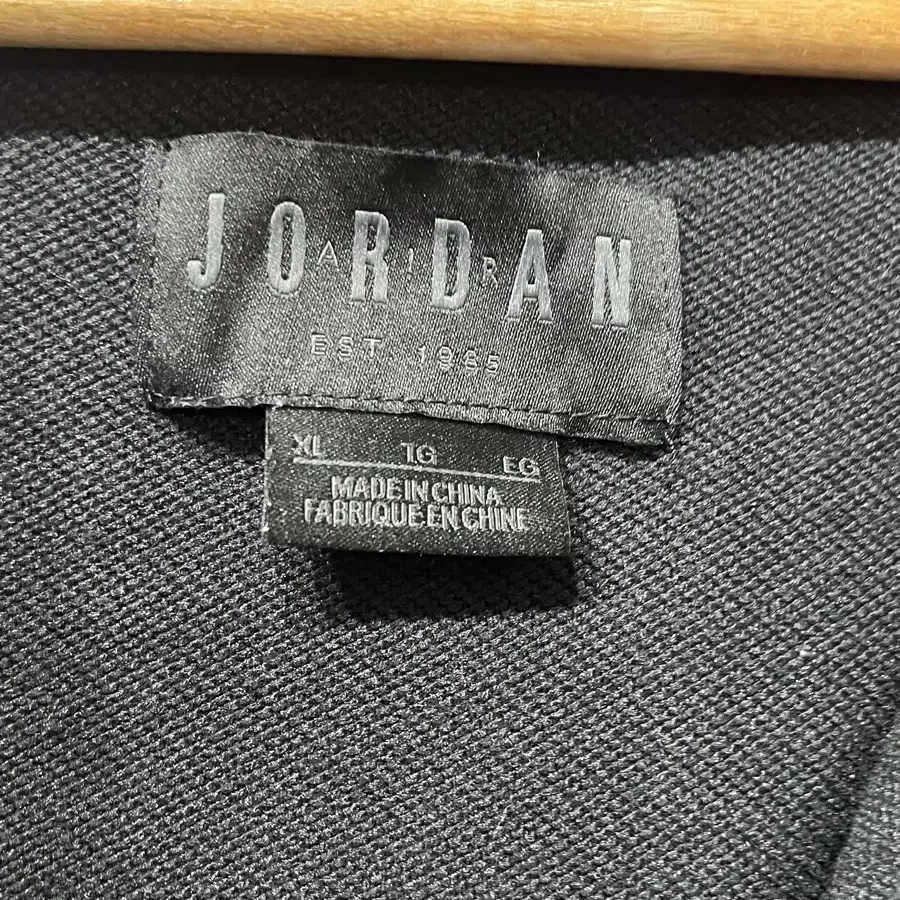 JORDAN
AIR
EST. 1985
XL TG EG
MADE IN CHINA
FABRIQUE EN CHINE